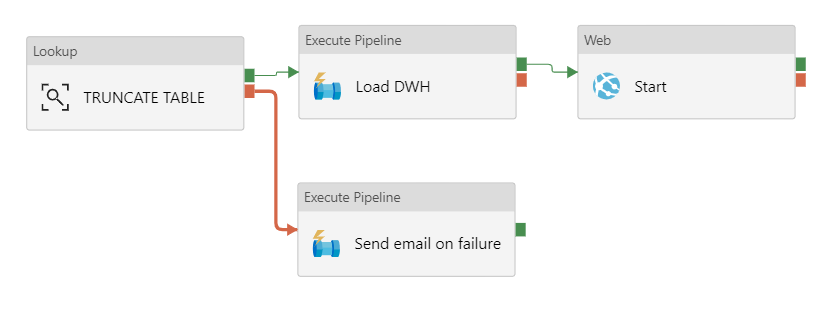 Lookup
TRUNCATE TABLE
Execute Pipeline
Load DWH
Web
Start
Execute Pipeline
Send email on failure